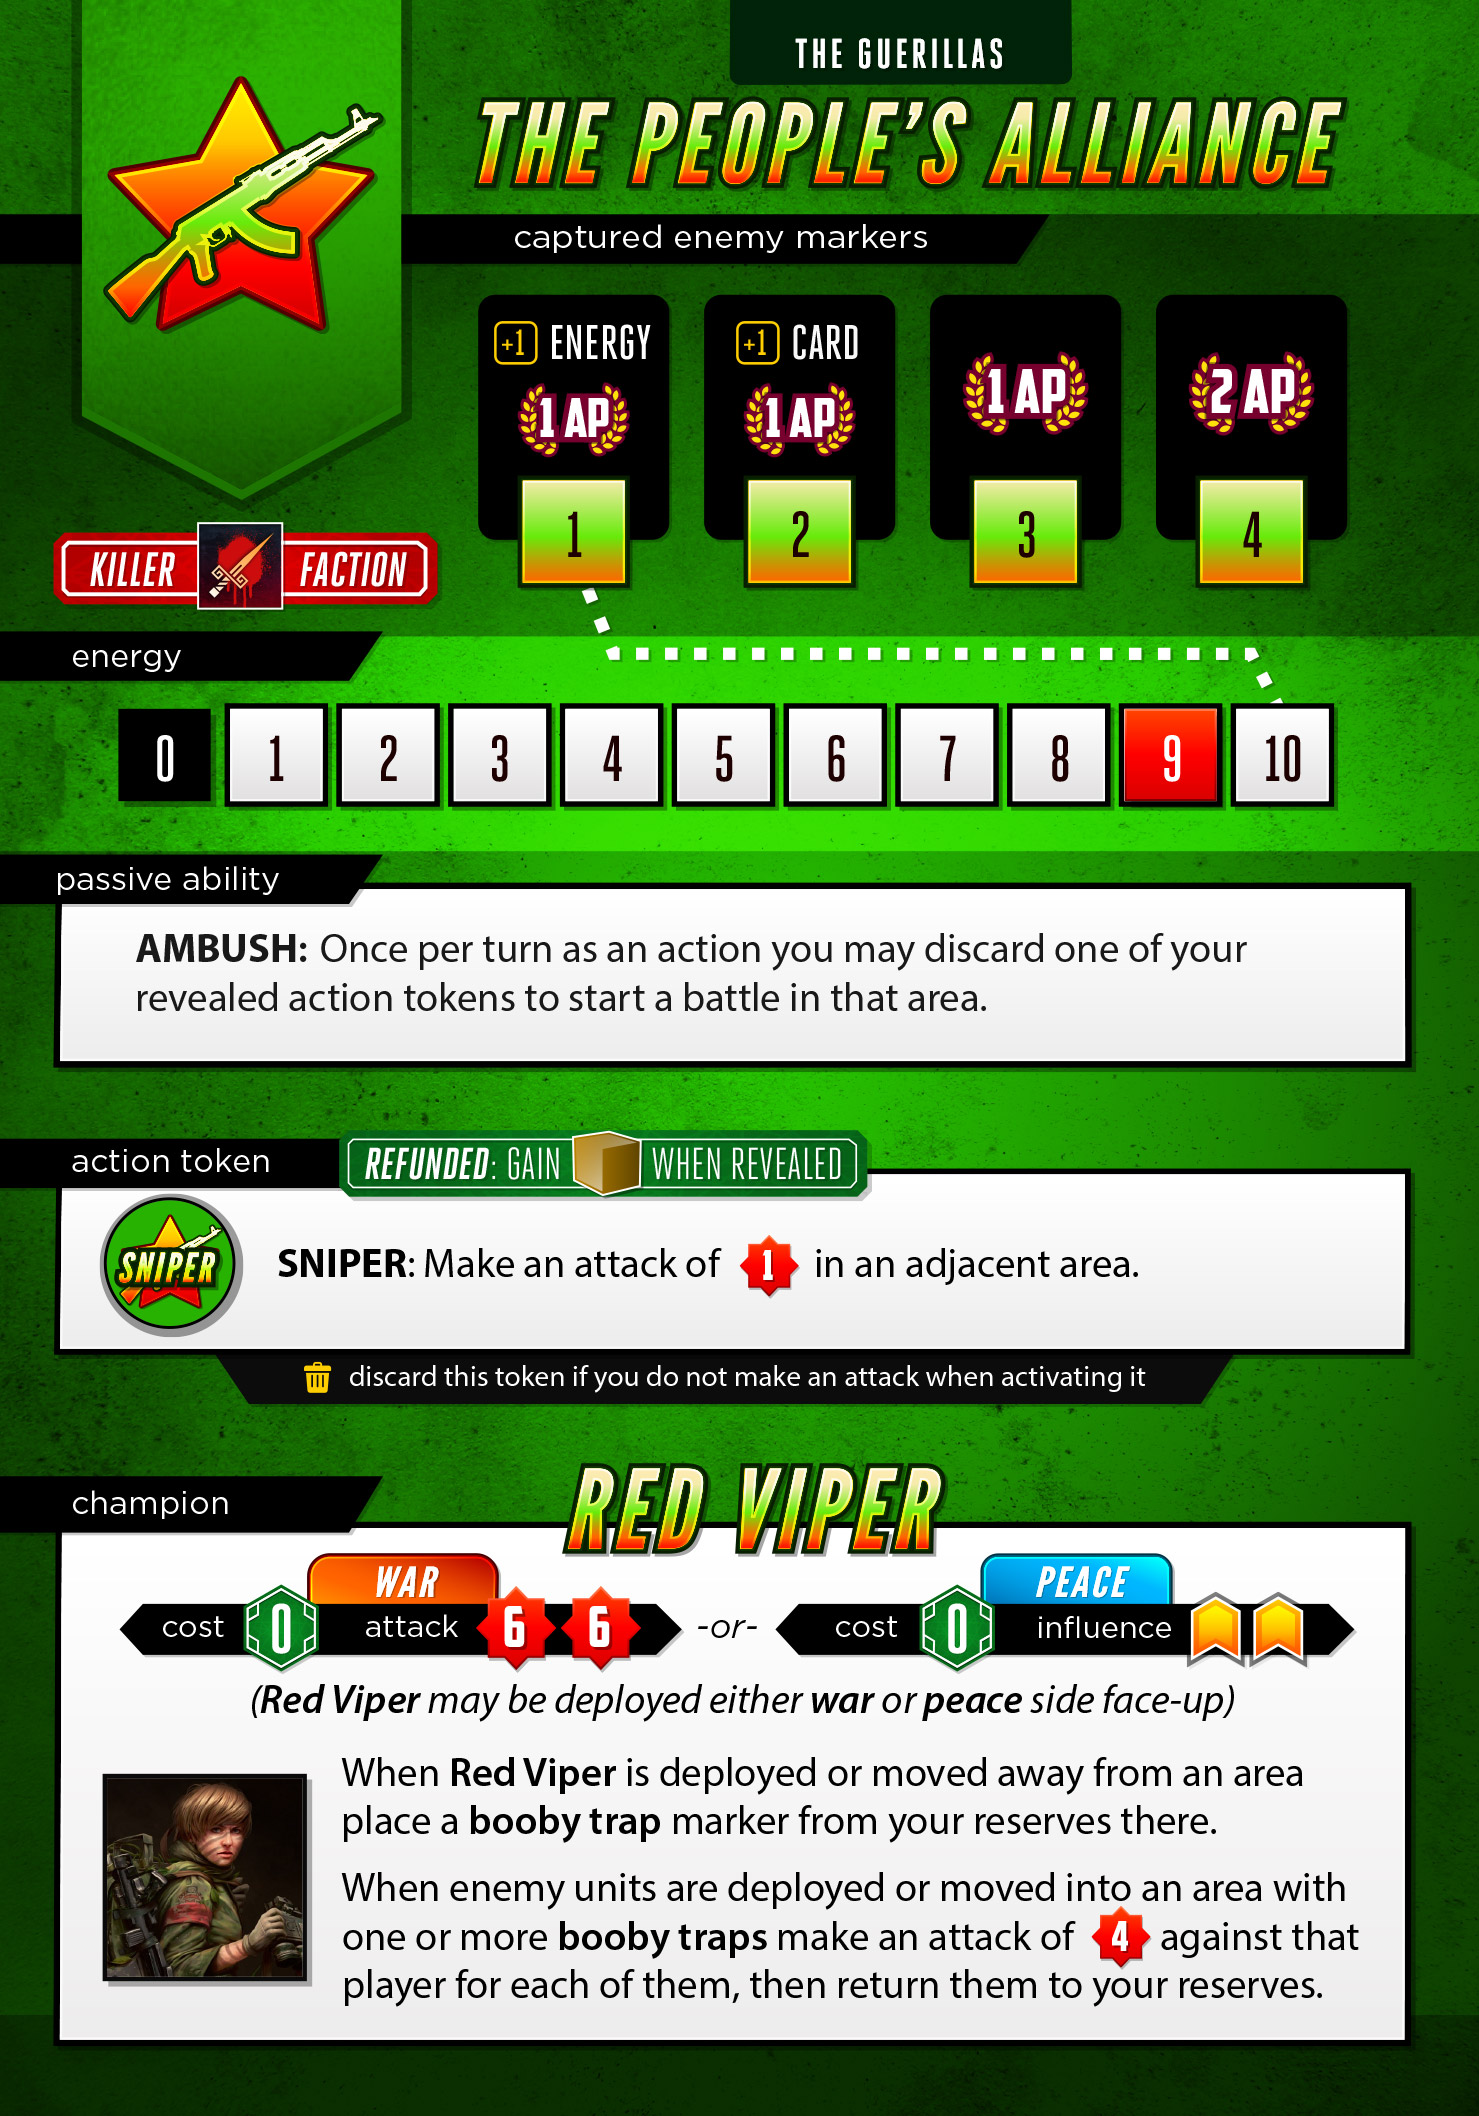 THE GUERILLAS
THE PEOPLE'S ALLIANCE
captured enemy markers
+1 ENERGY
1 AP
1
+1 CARD
1 AP
2
1 AP
3
2 AP
4
KILLER FACTION
energy
0 1 2 3 4 5 6 7 8 9 10
passive ability
AMBUSH: Once per turn as an action you may discard one of your
revealed action tokens to start a battle in that area.
action token
REFUNDED: GAIN WHEN REVEALED
SNIPER
SNIPER: Make an attack of 1 in an adjacent area.
discard this token if you do not make an attack when activating it
champion
RED VIPER
WAR
cost 0 attack 6 6
-or-
PEACE
cost 0 influence
(Red Viper may be deployed either war or peace side face-up)
When Red Viper is deployed or moved away from an area
place a booby trap marker from your reserves there.
When enemy units are deployed or moved into an area with
one or more booby traps make an attack of 4 against that
player for each of them, then return them to your reserves.